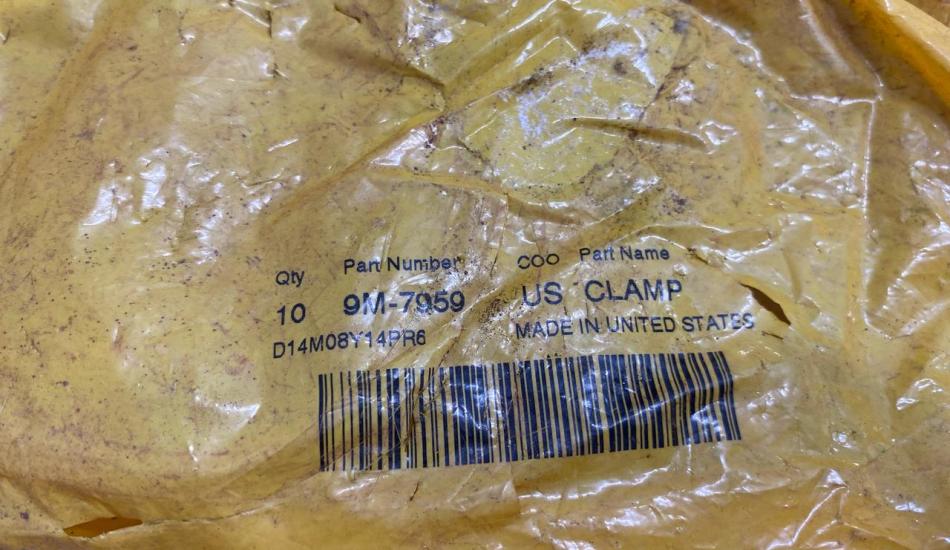 Qty Part Number COO Part Name
10 9M-7959 US CLAMP
D14M08Y14PR6 MADE IN UNITED STATES